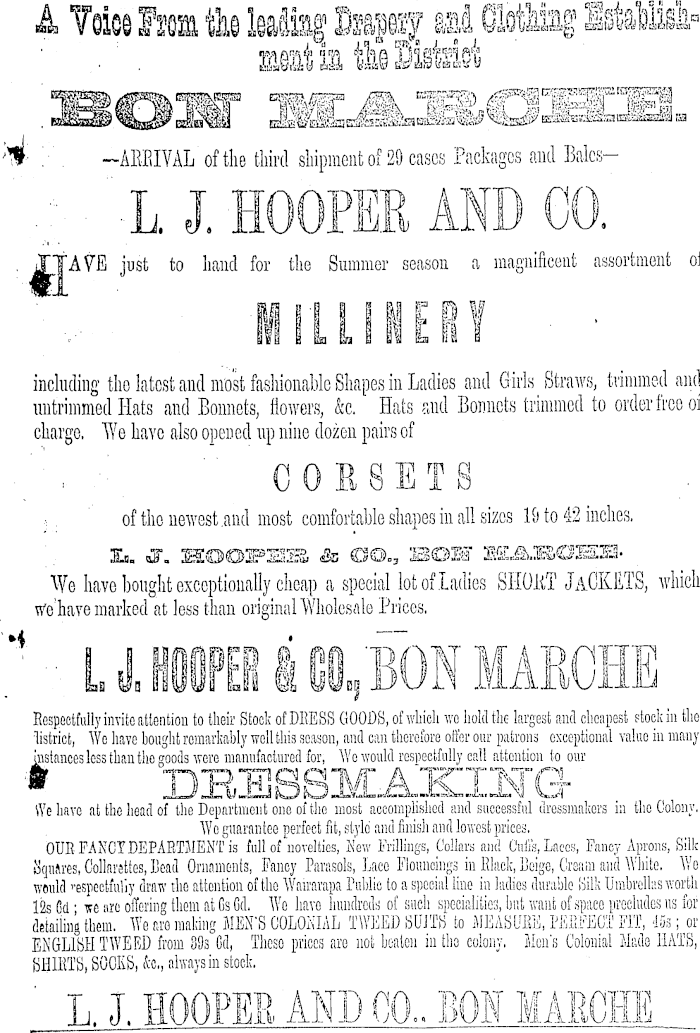 A Voice From the leading Drapery and Clothing Establish-
ment in the District
BON MARCHE.
—ARRIVAL of the third shipment of 29 cases Packages and Bales—
L. J. HOOPER AND CO.
HAVE just to hand for the Summer season a magnificent assortment of
MILLINERY
including the latest and most fashionable Shapes in Ladies and Girls Straws, trimmed and
untrimmed Hats and Bonnets, flowers, &c. Hats and Bonnets trimmed to order free of
charge. We have also opened up nine dozen pairs of
CORSETS
of the newest and most comfortable shapes in all sizes 19 to 42 inches.
L. J. HOOPER & CO., BON MARCHE.
We have bought exceptionally cheap a special lot of Ladies SHORT JACKETS, which
we have marked at less than original Wholesale Prices.
L. J. HOOPER & CO., BON MARCHE
Respectfully invite attention to their Stock of DRESS GOODS, of which we hold the largest and cheapest stock in the
district, We have bought remarkably well this season, and can therefore offer our patrons exceptional value in many
instances less than the goods were manufactured for, We would respectfully call attention to our
DRESSMAKING
We have at the head of the Department one of the most accomplished and successful dressmakers in the Colony.
We guarantee perfect fit, style and finish and lowest prices.
OUR FANCY DEPARTMENT is full of novelties, New Frillings, Collars and Cuffs, Laces, Fancy Aprons, Silk
Squares, Collarettes, Bead Ornaments, Fancy Parasols, Lace Flouncings in Black, Beige, Cream and White. We
would respectfully draw the attention of the Wairarapa Public to a special line in ladies durable Silk Umbrellas worth
12s 6d ; we are offering them at 6s 6d. We have hundreds of such specialities, but want of space precludes us for
detailing them. We are making MEN'S COLONIAL TWEED SUITS to MEASURE, PERFECT FIT, 45s ; or
ENGLISH TWEED from 39s 6d, These prices are not beaten in the colony. Men's Colonial Made HATS,
SHIRTS, SOCKS, &c., always in stock.
L. J. HOOPER AND CO.. BON MARCHE